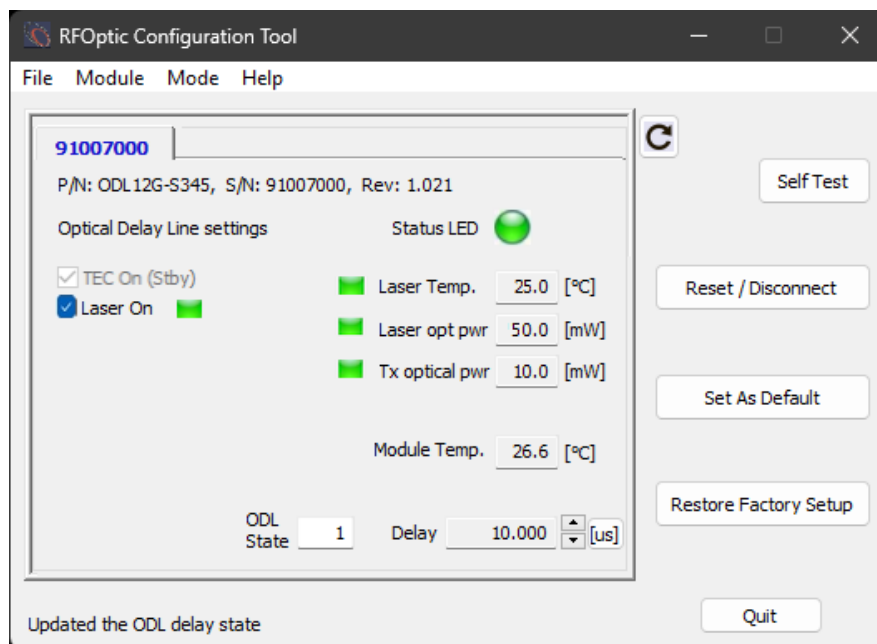 RFOptic Configuration Tool
File Module Mode Help
91007000
P/N: ODL12G-S345, S/N: 91007000, Rev: 1.021
Self Test
Optical Delay Line settings Status LED
TEC On (Stby)
Laser Temp. 25.0 [ºC]
Reset / Disconnect
Laser On
Laser opt pwr 50.0 [mW]
Tx optical pwr 10.0 [mW]
Set As Default
Module Temp. 26.6 [ºC]
Restore Factory Setup
ODL
State 1 Delay 10.000 [us]
Quit
Updated the ODL delay state